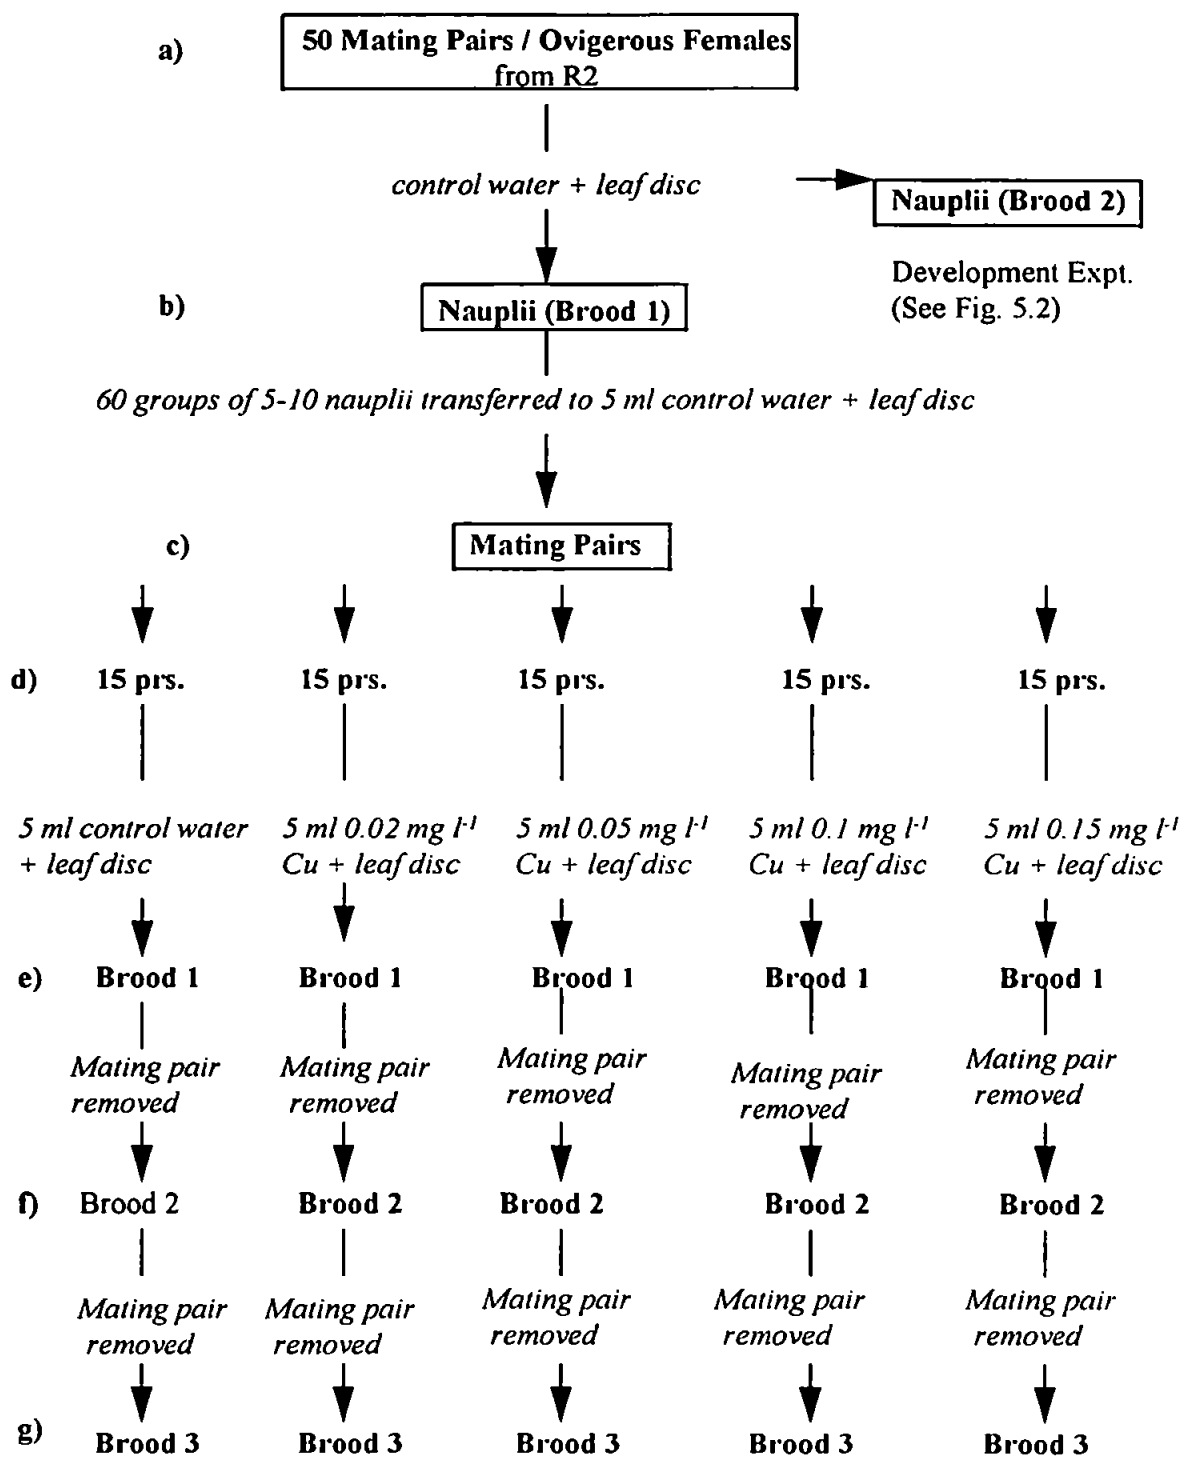 a)
50 Mating Pairs / Ovigerous Females
from R2
control water + leaf disc
Nauplii (Brood 2)
Development Expt.
(See Fig. 5.2)
b)
Nauplii (Brood 1)
60 groups of 5-10 nauplii transferred to 5 ml control water + leaf disc
c)
Mating Pairs
d) 15 prs. 15 prs. 15 prs. 15 prs. 15 prs.
5 ml control water 5 ml 0.02 mg l⁻¹ 5 ml 0.05 mg l⁻¹ 5 ml 0.1 mg l⁻¹ 5 ml 0.15 mg l⁻¹
+ leaf disc Cu + leaf disc Cu + leaf disc Cu + leaf disc Cu + leaf disc
e) Brood 1 Brood 1 Brood 1 Brood 1 Brood 1
Mating pair Mating pair Mating pair Mating pair Mating pair
removed removed removed removed removed
f) Brood 2 Brood 2 Brood 2 Brood 2 Brood 2
Mating pair Mating pair Mating pair Mating pair Mating pair
removed removed removed removed removed
g) Brood 3 Brood 3 Brood 3 Brood 3 Brood 3